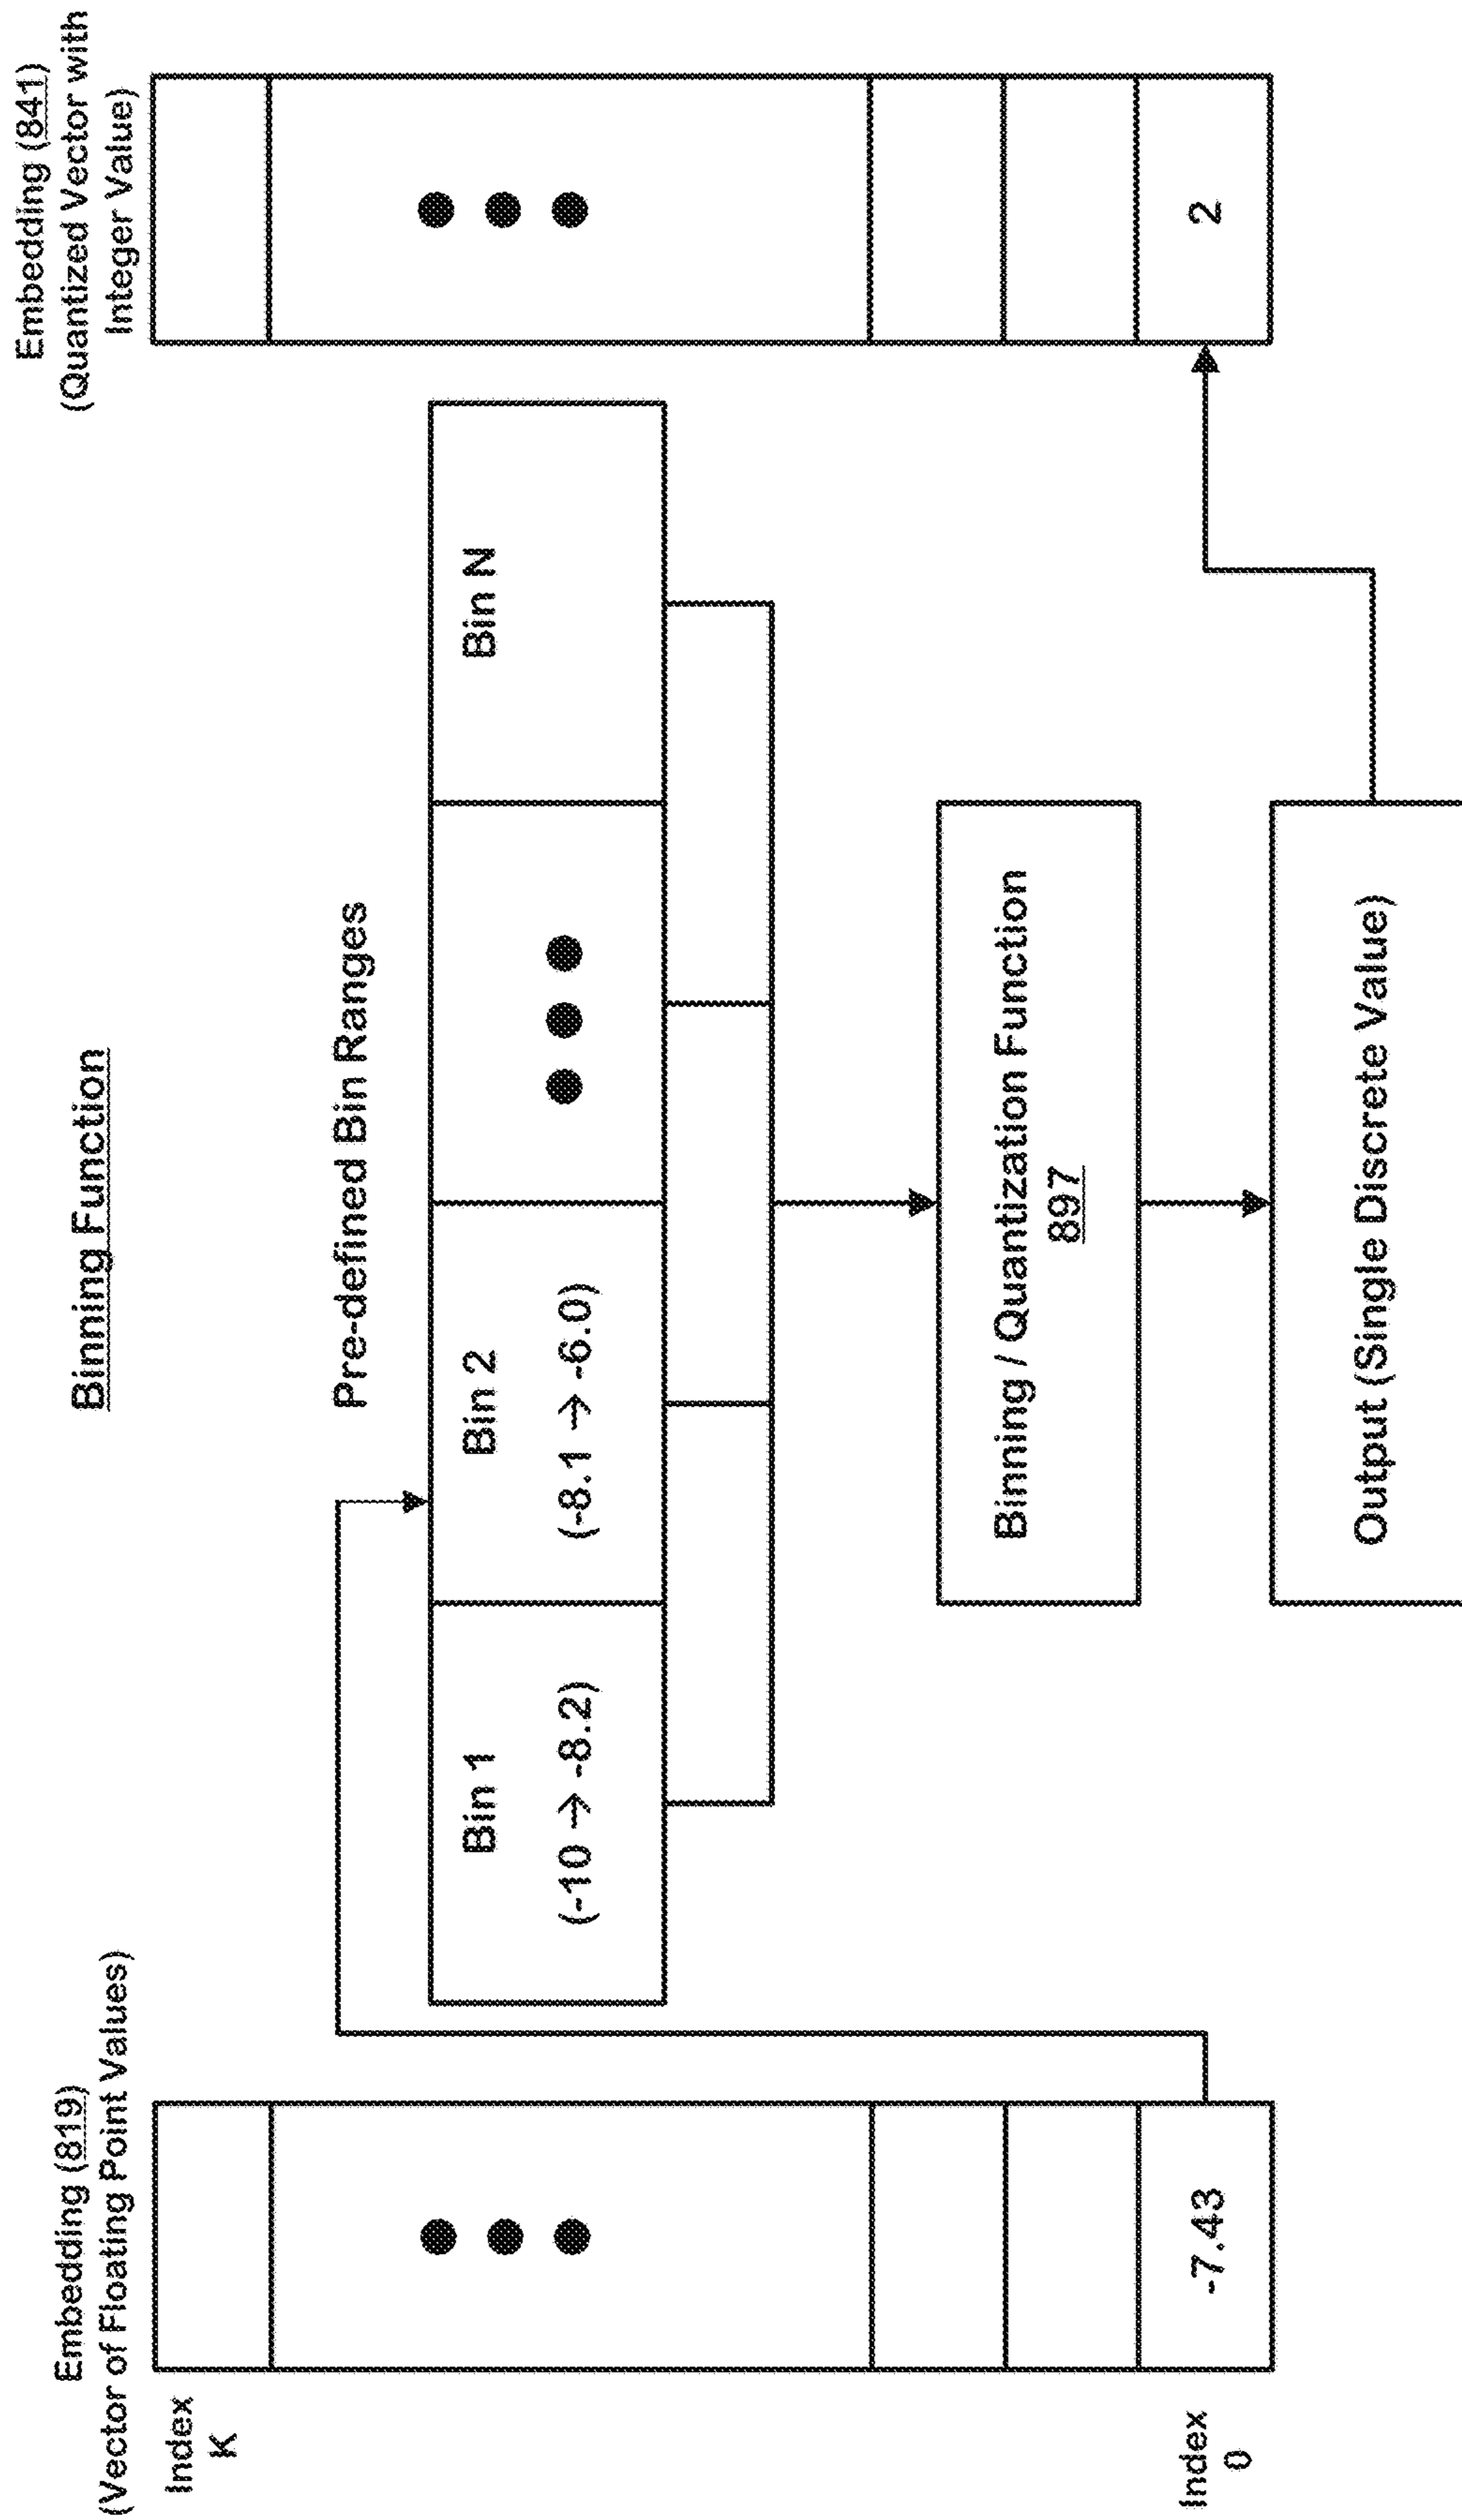 Binning Function
Embedding (819)
(Vector of Floating Point Values)
Index
K
-7.43
Index
0
Pre-defined Bin Ranges
Bin 1
(-10 → -8.2)
Bin 2
(-8.1 → -6.0)
Bin N
Binning / Quantization Function
897
Output (Single Discrete Value)
Embedding (841)
(Quantized Vector with
Integer Value)
2